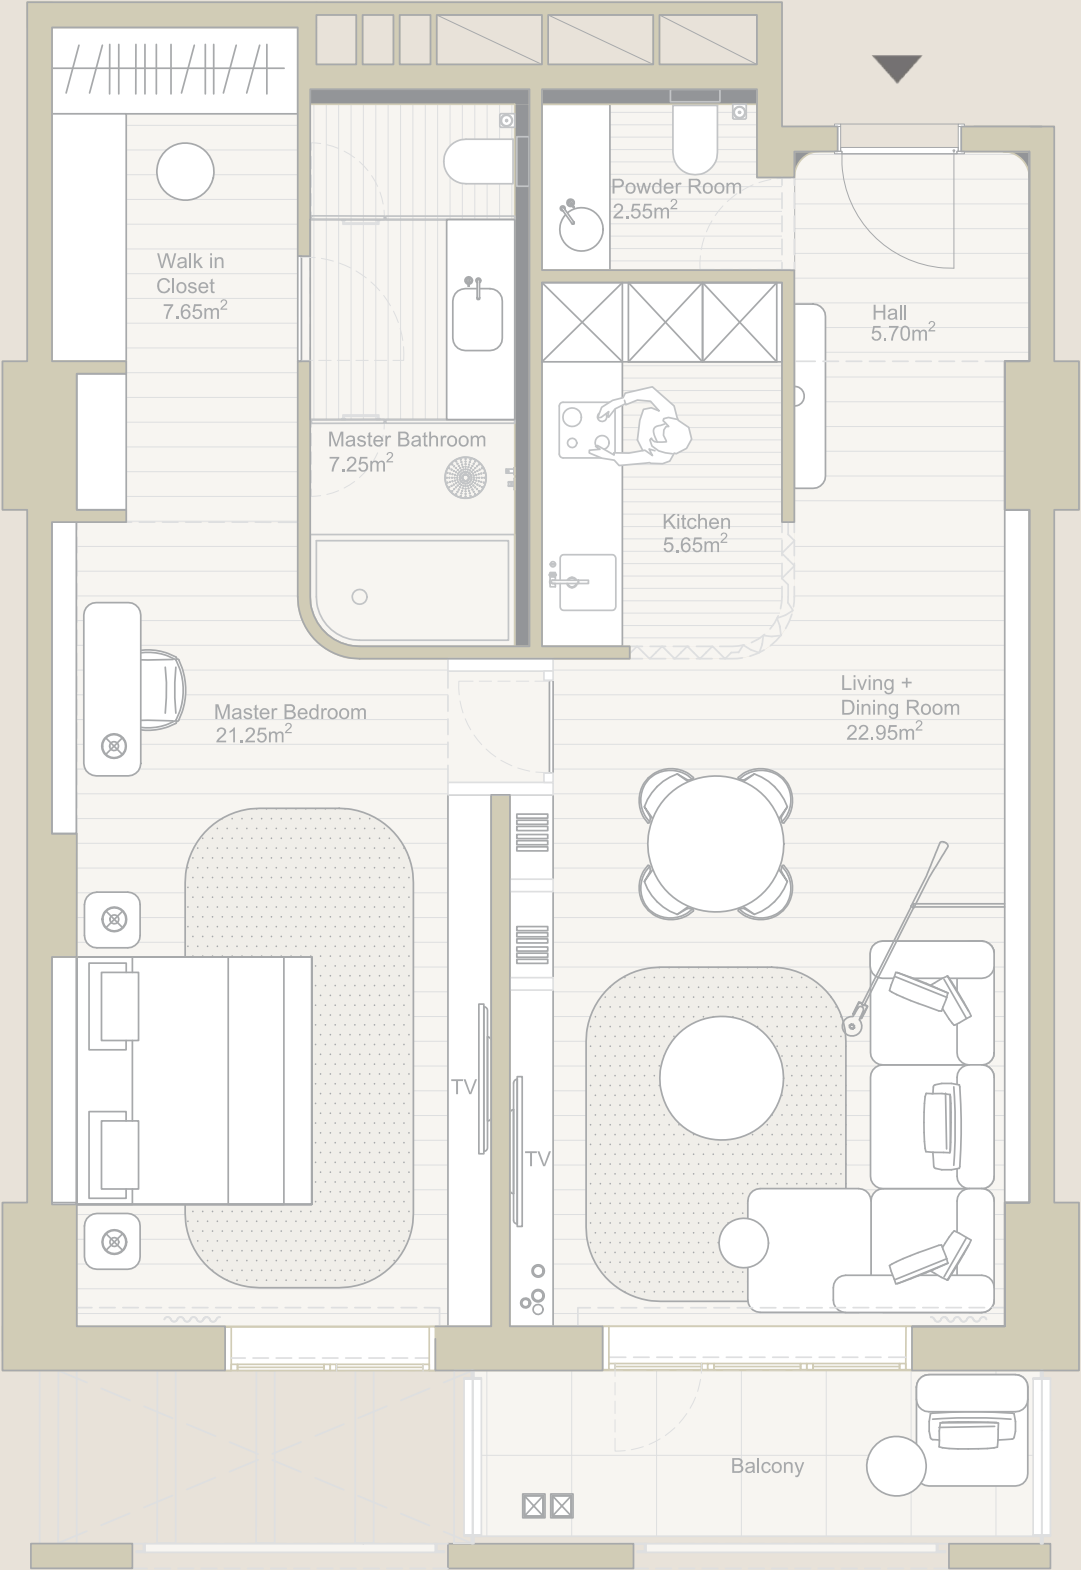 Powder Room
2.55m²
Walk in
Closet
7.65m²
Hall
5.70m²
Master Bathroom
7.25m²
Kitchen
5.65m²
Living +
Dining Room
22.95m²
Master Bedroom
21.25m²
TV
TV
Balcony